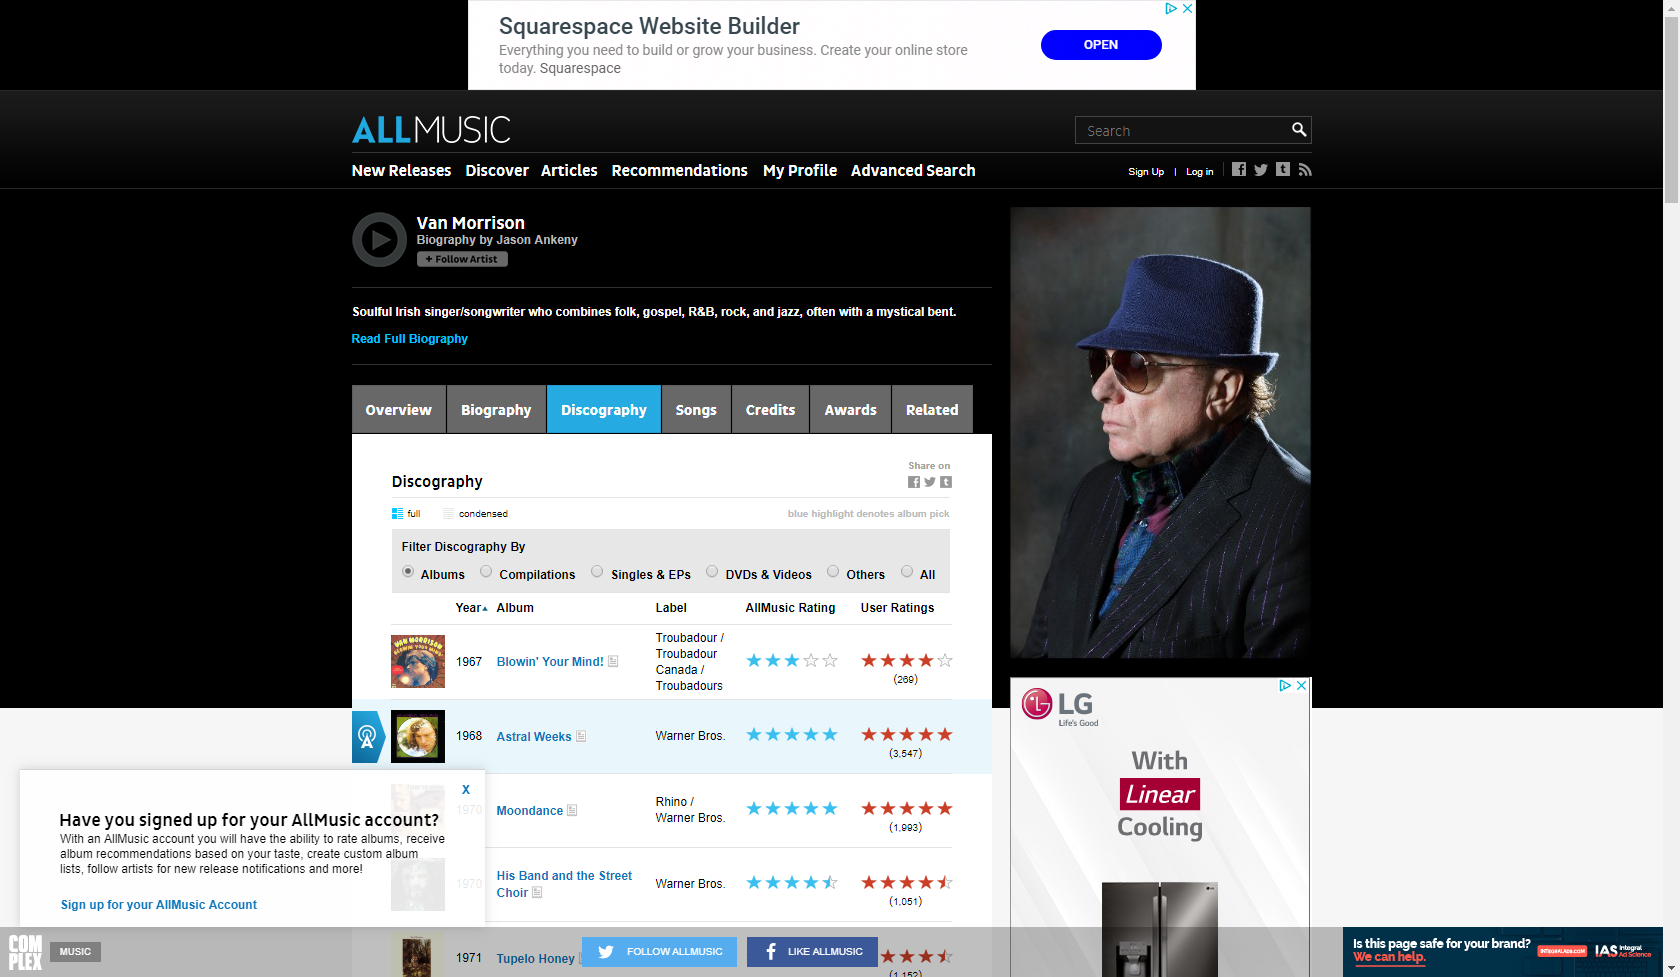 Squarespace Website Builder
Everything you need to build or grow your business. Create your online store
today. Squarespace
OPEN
ALLMUSIC
Search
New Releases Discover Articles Recommendations My Profile Advanced Search
Sign Up | Log in
Van Morrison
Biography by Jason Ankeny
+ Follow Artist
Soulful Irish singer/songwriter who combines folk, gospel, R&B, rock, and jazz, often with a mystical bent.
Read Full Biography
Overview Biography Discography Songs Credits Awards Related
Share on
Discography
full condensed
blue highlight denotes album pick
Filter Discography By
Albums Compilations Singles & EPs DVDs & Videos Others All
Year Album Label AllMusic Rating User Ratings
VAN MORRISON
BLOWIN' YOUR MIND!
1967 Blowin' Your Mind!
Troubadour /
Troubadour
Canada /
Troubadours
(269)
1968 Astral Weeks Warner Bros.
(3,547)
1970 Moondance
Rhino /
Warner Bros.
(1,993)
1970
His Band and the Street
Choir
Warner Bros.
(1,051)
1971 Tupelo Honey
(1,152)
X
Have you signed up for your AllMusic account?
With an AllMusic account you will have the ability to rate albums, receive
album recommendations based on your taste, create custom album
lists, follow artists for new release notifications and more!
Sign up for your AllMusic Account
LG
Life's Good
With
Linear
Cooling
COM
PLEX
MUSIC
FOLLOW ALLMUSIC
LIKE ALLMUSIC
Is this page safe for your brand?
We can help.
INTEGRALADS.COM
IAS Integral
Ad Science